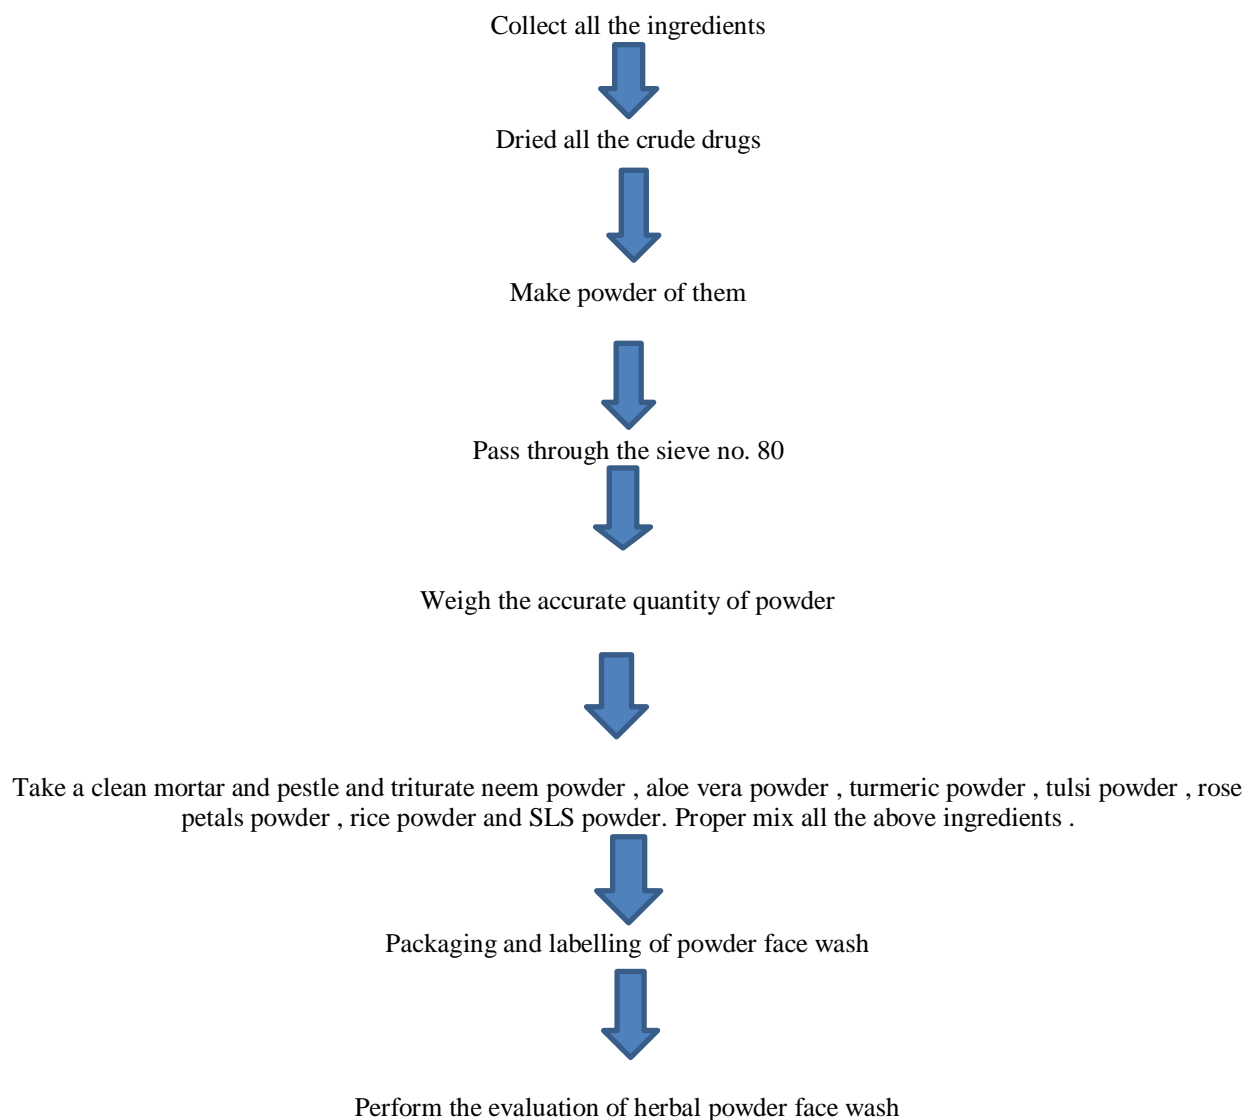 Collect all the ingredients
Dried all the crude drugs
Make powder of them
Pass through the sieve no. 80
Weigh the accurate quantity of powder
Take a clean mortar and pestle and triturate neem powder , aloe vera powder , turmeric powder , tulsi powder , rose
petals powder , rice powder and SLS powder. Proper mix all the above ingredients .
Packaging and labelling of powder face wash
Perform the evaluation of herbal powder face wash